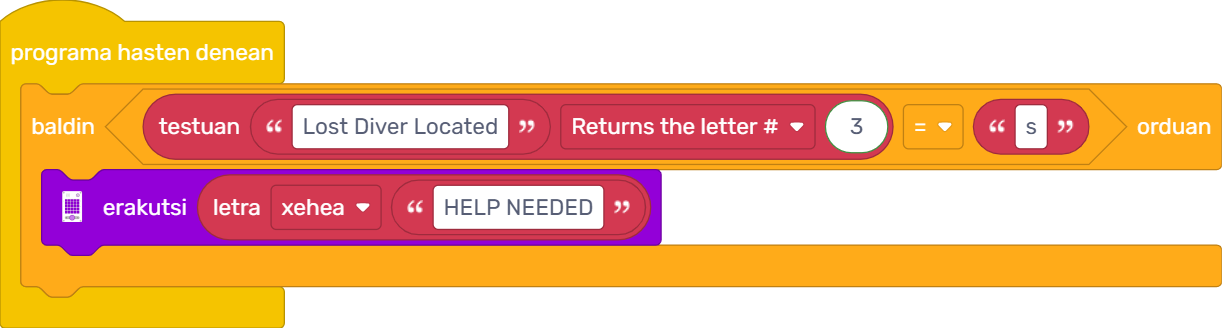 programa hasten denean
baldin testuan “ Lost Diver Located ” Returns the letter # 3 = “ s ” orduan
erakutsi letra xehea “ HELP NEEDED ”